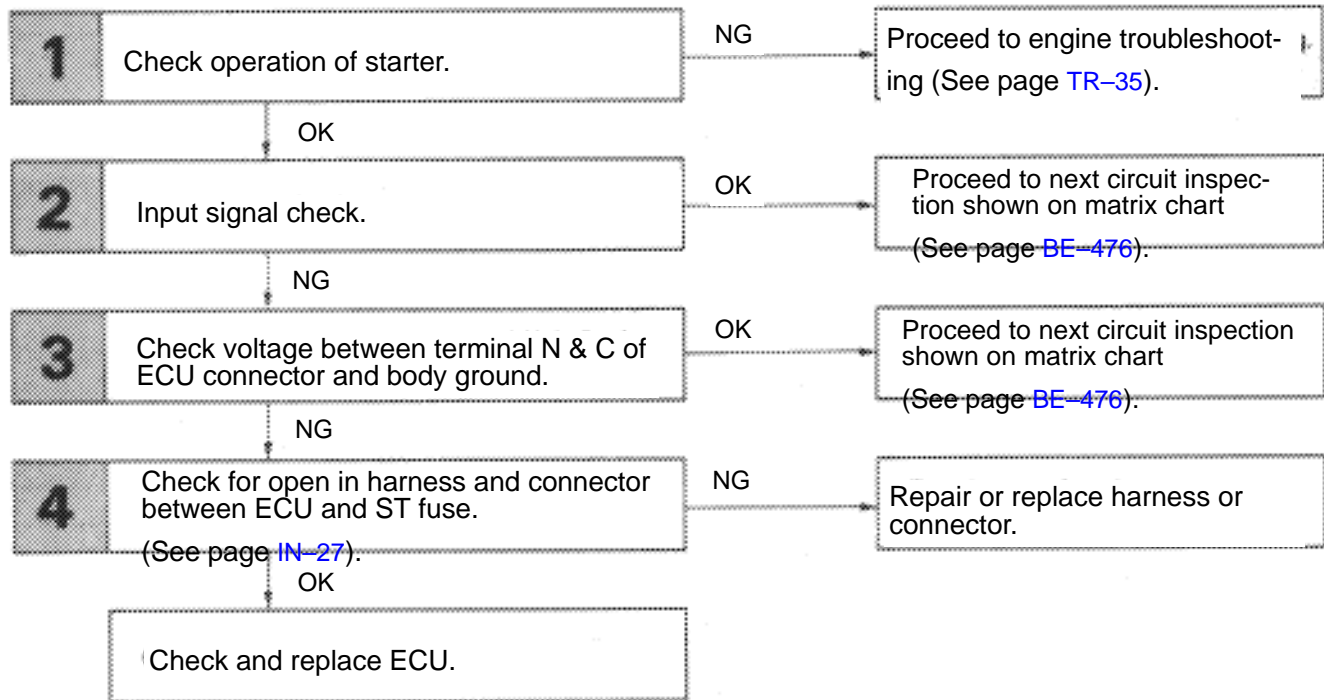 1
Check operation of starter.
NG
Proceed to engine troubleshoot-
ing (See page TR–35).
OK
2
Input signal check.
OK
Proceed to next circuit inspec-
tion shown on matrix chart
(See page BE–476).
NG
3
Check voltage between terminal N & C of
ECU connector and body ground.
OK
Proceed to next circuit inspection
shown on matrix chart
(See page BE–476).
NG
4
Check for open in harness and connector
between ECU and ST fuse.
(See page IN–27).
NG
Repair or replace harness or
connector.
OK
Check and replace ECU.